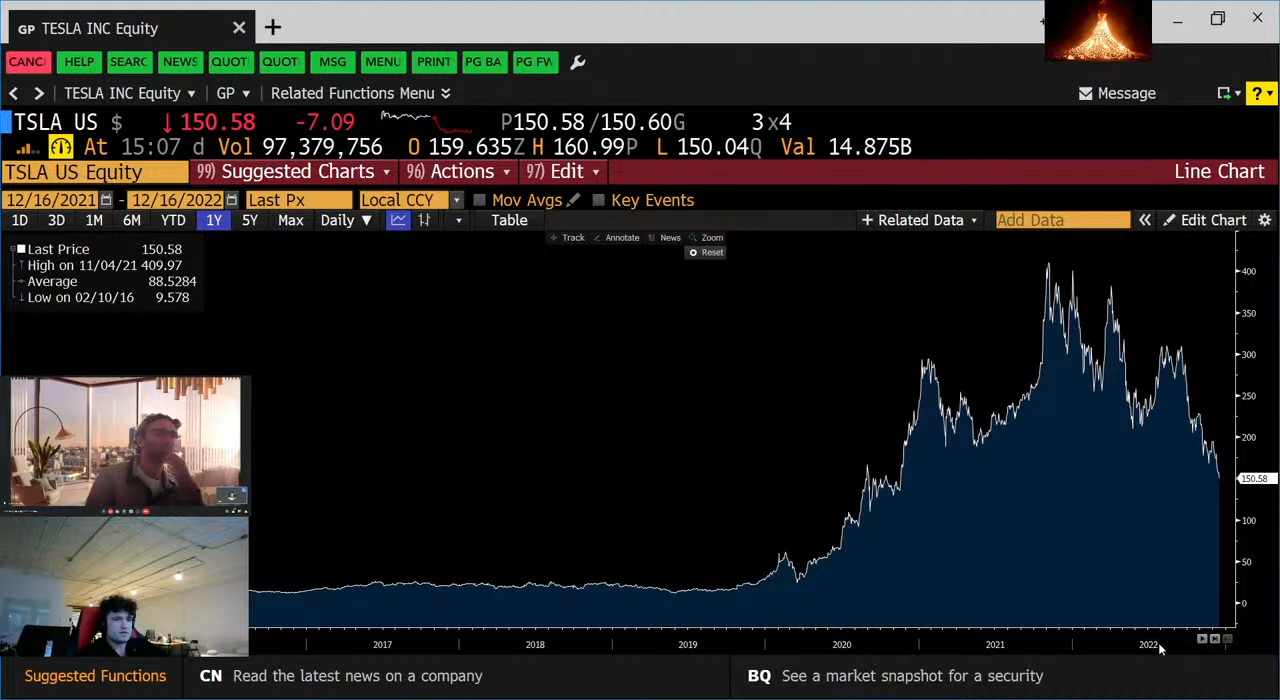 GP TESLA INC Equity
CANC HELP SEARC NEWS QUOT QUOT MSG MENU PRINT PG BA PG FW
TESLA INC Equity GP Related Functions Menu Message ?
TSLA US $ ↓150.58 -7.09 P150.58/150.60G 3x4
At 15:07 d Vol 97,379,756 O 159.635Z H 160.99P L 150.04Q Val 14.875B
TSLA US Equity 99) Suggested Charts 96) Actions 97) Edit Line Chart
12/16/2021 - 12/16/2022 Last Px Local CCY Mov Avgs Key Events
1D 3D 1M 6M YTD 1Y 5Y Max Daily ▼ Table + Related Data Add Data « Edit Chart
Track Annotate News Zoom
Reset
Last Price 150.58
High on 11/04/21 409.97
Average 88.5284
Low on 02/10/16 9.578
400
350
300
250
200
150.58
100
50
0
2017 2018 2019 2020 2021 2022
Suggested Functions CN Read the latest news on a company BQ See a market snapshot for a security